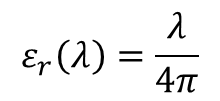 εᵣ(λ) = λ/4π